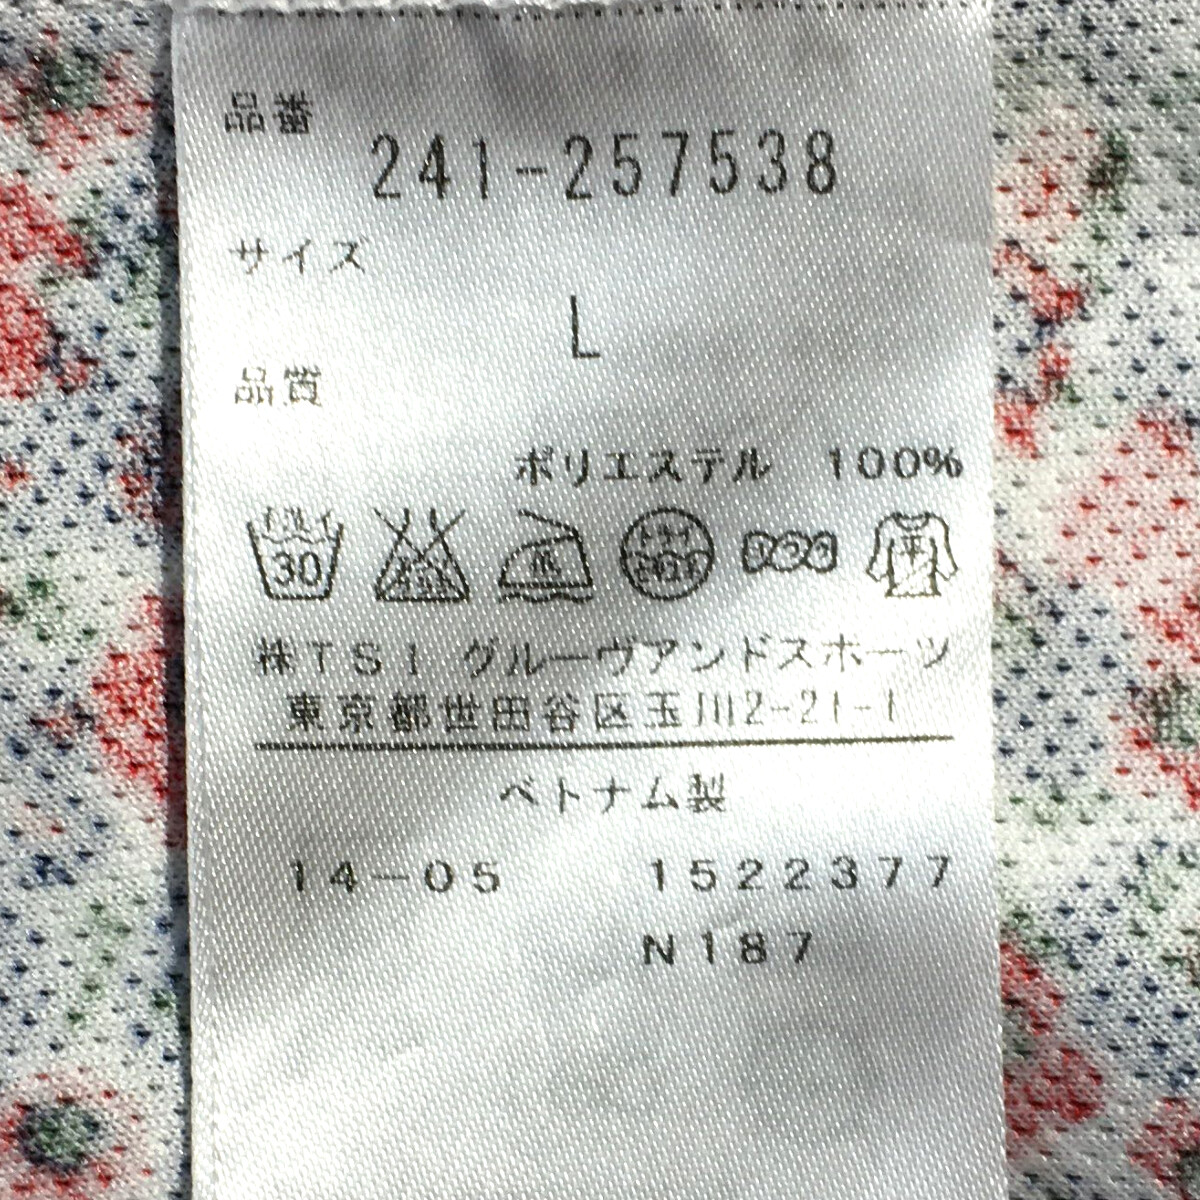 品番
241-257538
サイズ
L
品質
ポリエステル 100%
30
株TSI グルーヴアンドスポーツ
東京都世田谷区玉川2-21-1
ベトナム製
14-05 1522377
N187